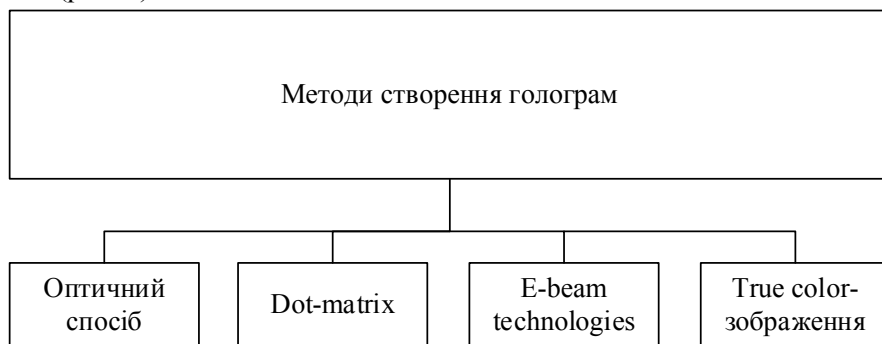 Методи створення голограм
Оптичний
спосіб
Dot-matrix
E-beam
technologies
True color-
зображення